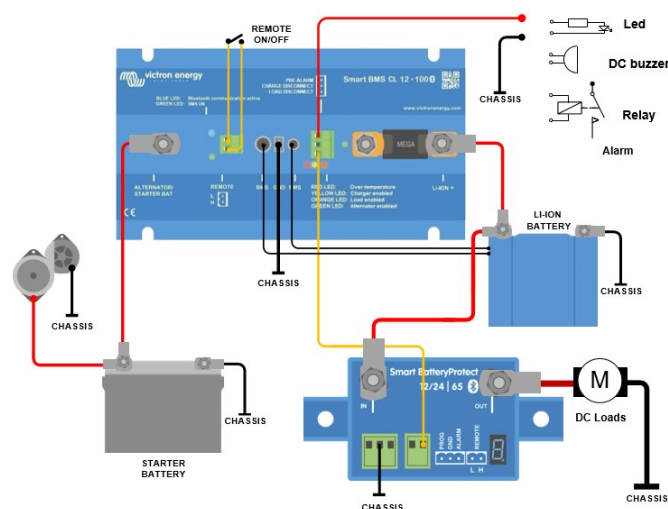 REMOTE
ON/OFF
Led
DC buzzer
Relay
Alarm
CHASSIS
victron energy
BLUE POWER
PRE-ALARM
CHARGE DISCONNECT
LOAD DISCONNECT
Smart BMS CL 12 - 100
BLUE LED: Bluetooth communication active
GREEN LED: BMS ON
www.victronenergy.com
MEGA
ALTERNATOR/
STARTER BAT
REMOTE
L
H
BMS
GND
BMS
RED LED: Over-temperature
YELLOW LED: Charger enabled
ORANGE LED: Load enabled
GREEN LED: Alternator enabled
LI-ION +
CE
LI-ION
BATTERY
CHASSIS
CHASSIS
CHASSIS
Smart BatteryProtect
12/24 | 65
IN
OUT
PROG
GND
ALARM
REMOTE
L H
M
DC Loads
CHASSIS
STARTER
BATTERY
CHASSIS
CHASSIS